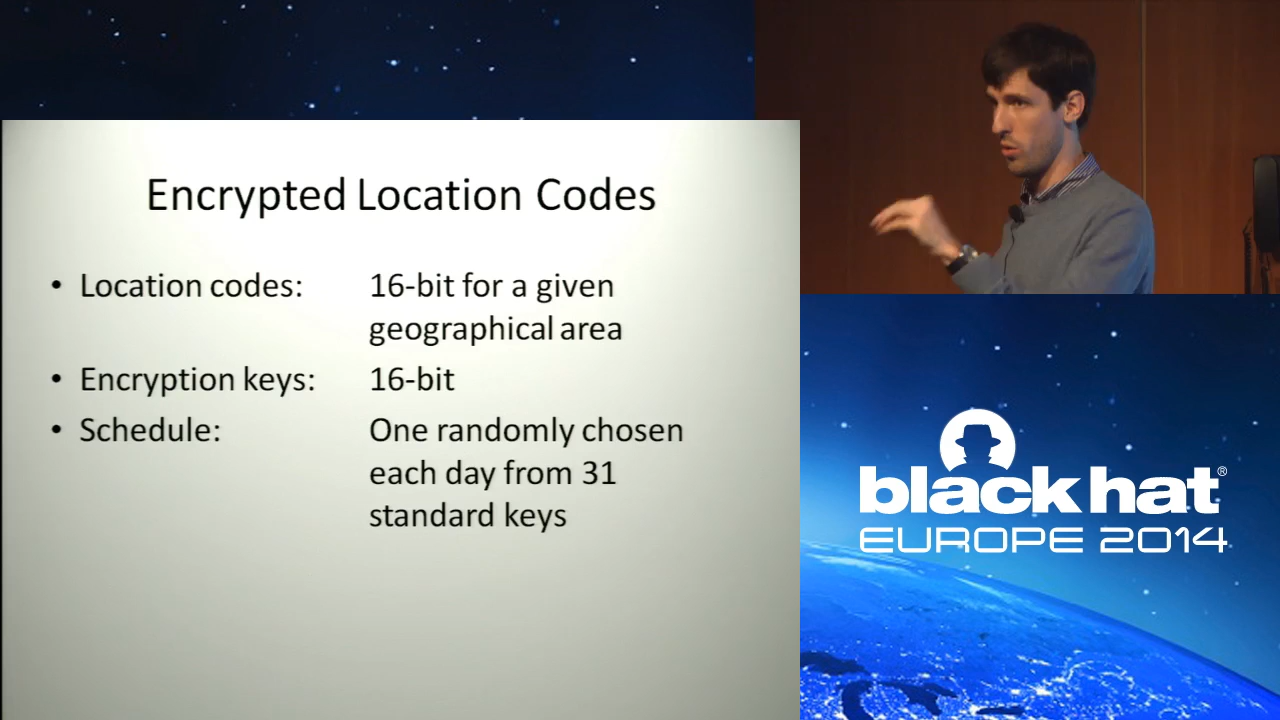 Encrypted Location Codes
• Location codes: 16-bit for a given
geographical area
• Encryption keys: 16-bit
• Schedule: One randomly chosen
each day from 31
standard keys
black hat®
EUROPE 2014